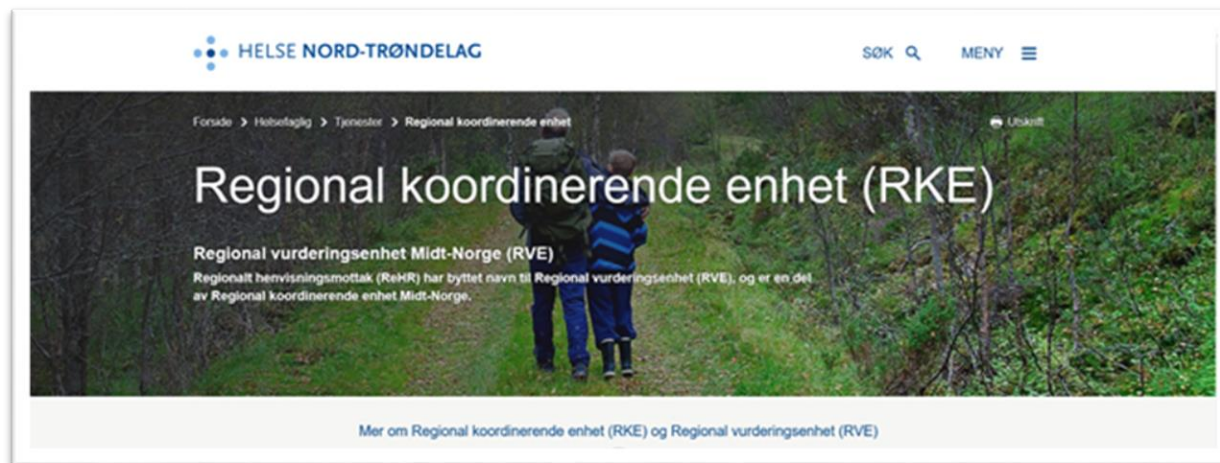 HELSE NORD-TRØNDELAG
SØK
MENY
Forside > Helsefaglig > Tjenester > Regional koordinerende enhet
Utskrift
Regional koordinerende enhet (RKE)
Regional vurderingsenhet Midt-Norge (RVE)
Regionalt henvisningsmottak (ReHR) har byttet navn til Regional vurderingsenhet (RVE), og er en del
av Regional koordinerende enhet Midt-Norge.
Mer om Regional koordinerende enhet (RKE) og Regional vurderingsenhet (RVE)